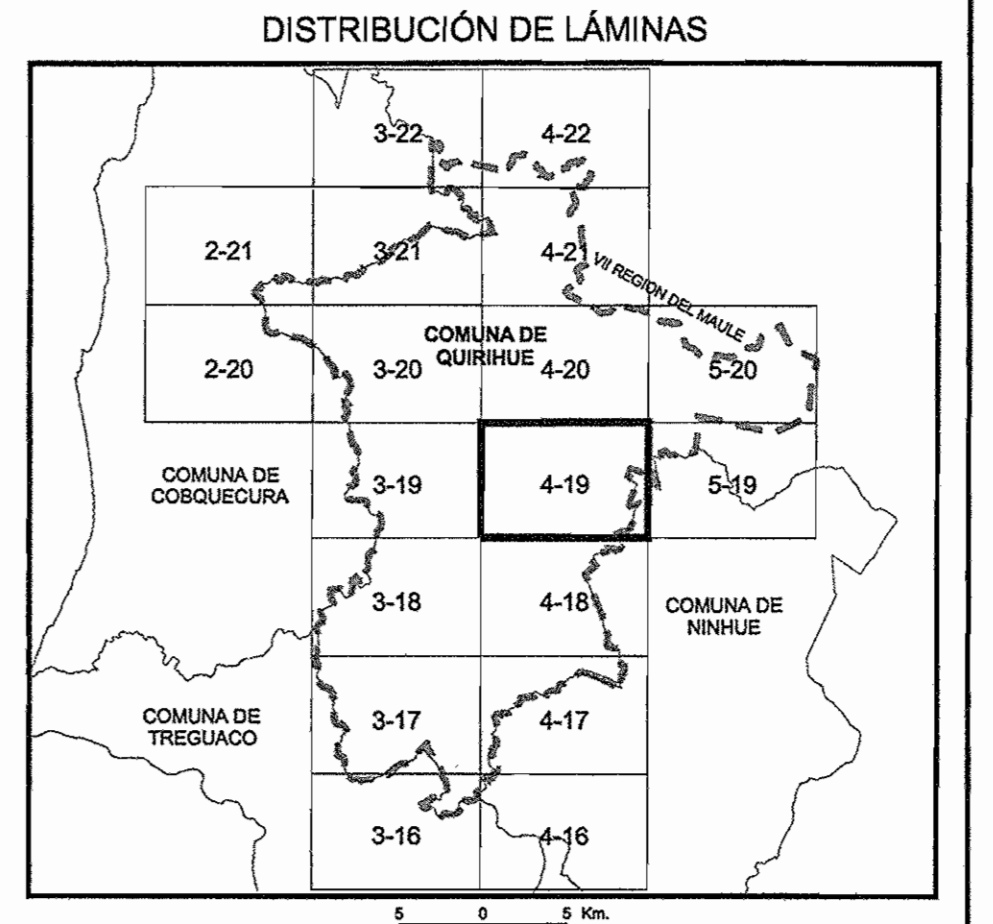 DISTRIBUCIÓN DE LÁMINAS
3-22
4-22
2-21
3-21
4-21
VII REGION DEL MAULE
COMUNA DE
QUIRIHUE
2-20
3-20
4-20
5-20
COMUNA DE
COBQUECURA
3-19
4-19
5-19
3-18
4-18
COMUNA DE
NINHUE
COMUNA DE
TREGUACO
3-17
4-17
3-16
4-16
5 0 5 Km.